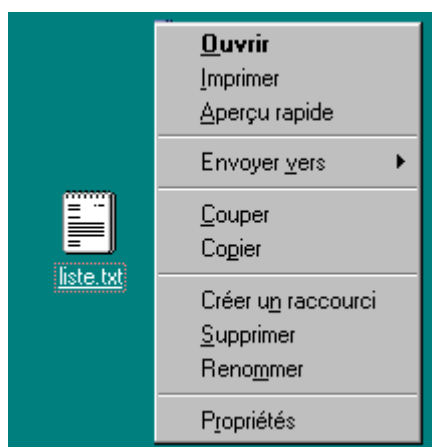 Ouvrir
Imprimer
Aperçu rapide
Envoyer vers
Couper
Copier
liste.txt
Créer un raccourci
Supprimer
Renommer
Propriétés